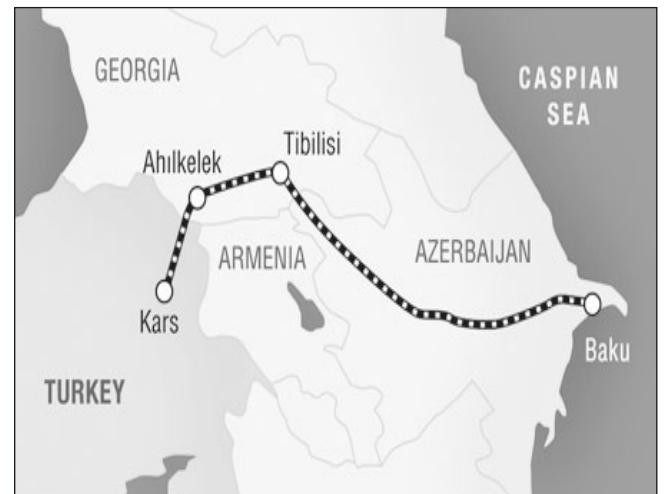 GEORGIA
CASPIAN
SEA
Tibilisi
Ahılkelek
ARMENIA
AZERBAIJAN
Kars
Baku
TURKEY